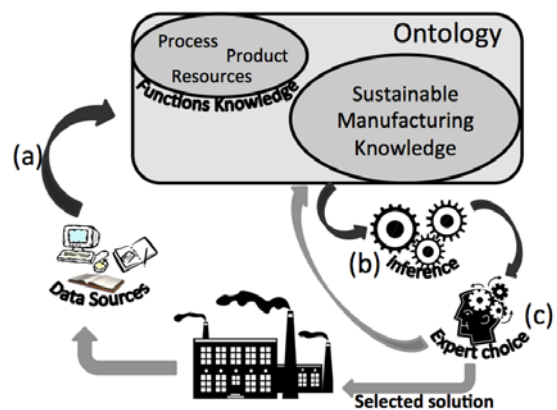 Ontology
Process
Product
Resources
Functions Knowledge
Sustainable
Manufacturing
Knowledge
(a)
(b)
Inference
Data Sources
(c)
Expert choice
Selected solution